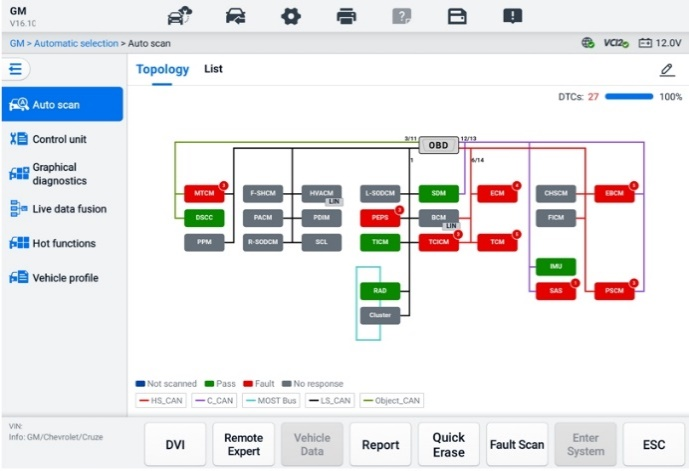 GM
V16.10
GM > Automatic selection > Auto scan
VCI2
12.0V
Topology
List
Auto scan
DTCs: 27
100%
Control unit
Graphical
diagnostics
Live data fusion
Hot functions
Vehicle profile
3/11
OBD
12/13
1
6/14
MTCM
F-SHCM
HVACM
L-SODCM
SDM
ECM
CHSCM
EBCM
LIN
DSCC
PACM
PDIM
PEPS
BCM
FICM
LIN
PPM
R-SODCM
SCL
TICM
TCICM
TCM
IMU
RAD
SAS
PSCM
Cluster
Not scanned
Pass
Fault
No response
HS_CAN
C_CAN
MOST Bus
LS_CAN
Object_CAN
VIN:
Info: GM/Chevrolet/Cruze
DVI
Remote
Expert
Vehicle
Data
Report
Quick
Erase
Fault Scan
Enter
System
ESC